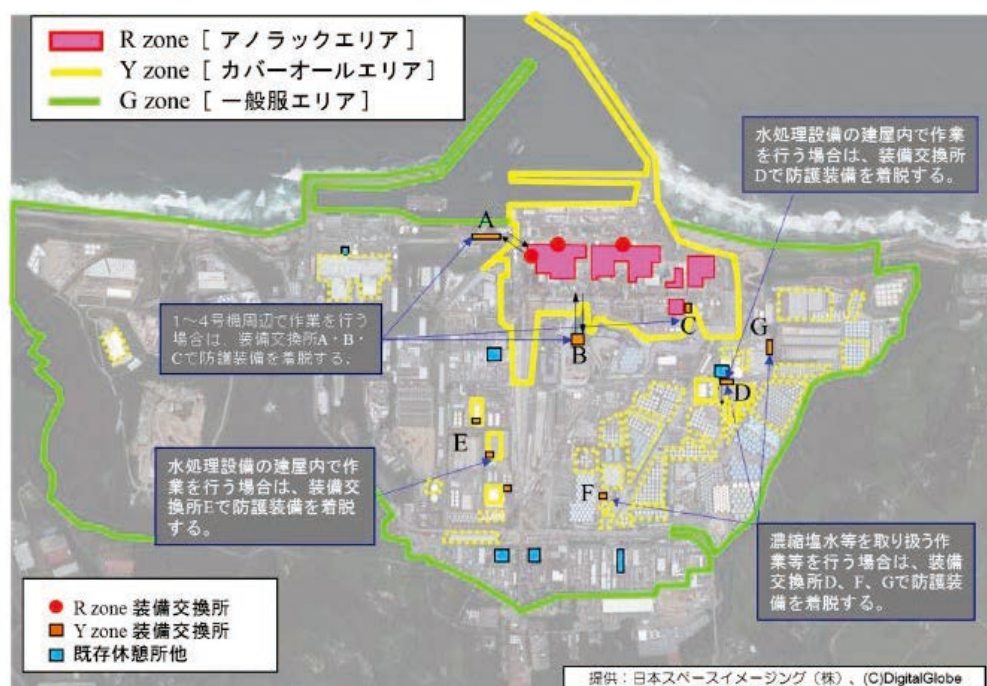 R zone [ アノラックエリア ]
Y zone [ カバーオールエリア ]
G zone [ 一般服エリア ]
水処理設備の建屋内で作業
を行う場合は、装備交換所
Dで防護装備を着脱する。
A
1～4号機周辺で作業を行う
場合は、装備交換所A・B・
Cで防護装備を着脱する、
B
C
G
D
E
F
水処理設備の建屋内で作
業を行う場合は、装備交
換所Eで防護装備を着脱
する。
濃縮塩水等を取り扱う作
業等を行う場合は、装備
交換所D、F、Gで防護装
備を着脱する。
R zone 装備交換所
Y zone 装備交換所
既存休憩所他
提供：日本スペースイメージング（株）、(C)DigitalGlobe